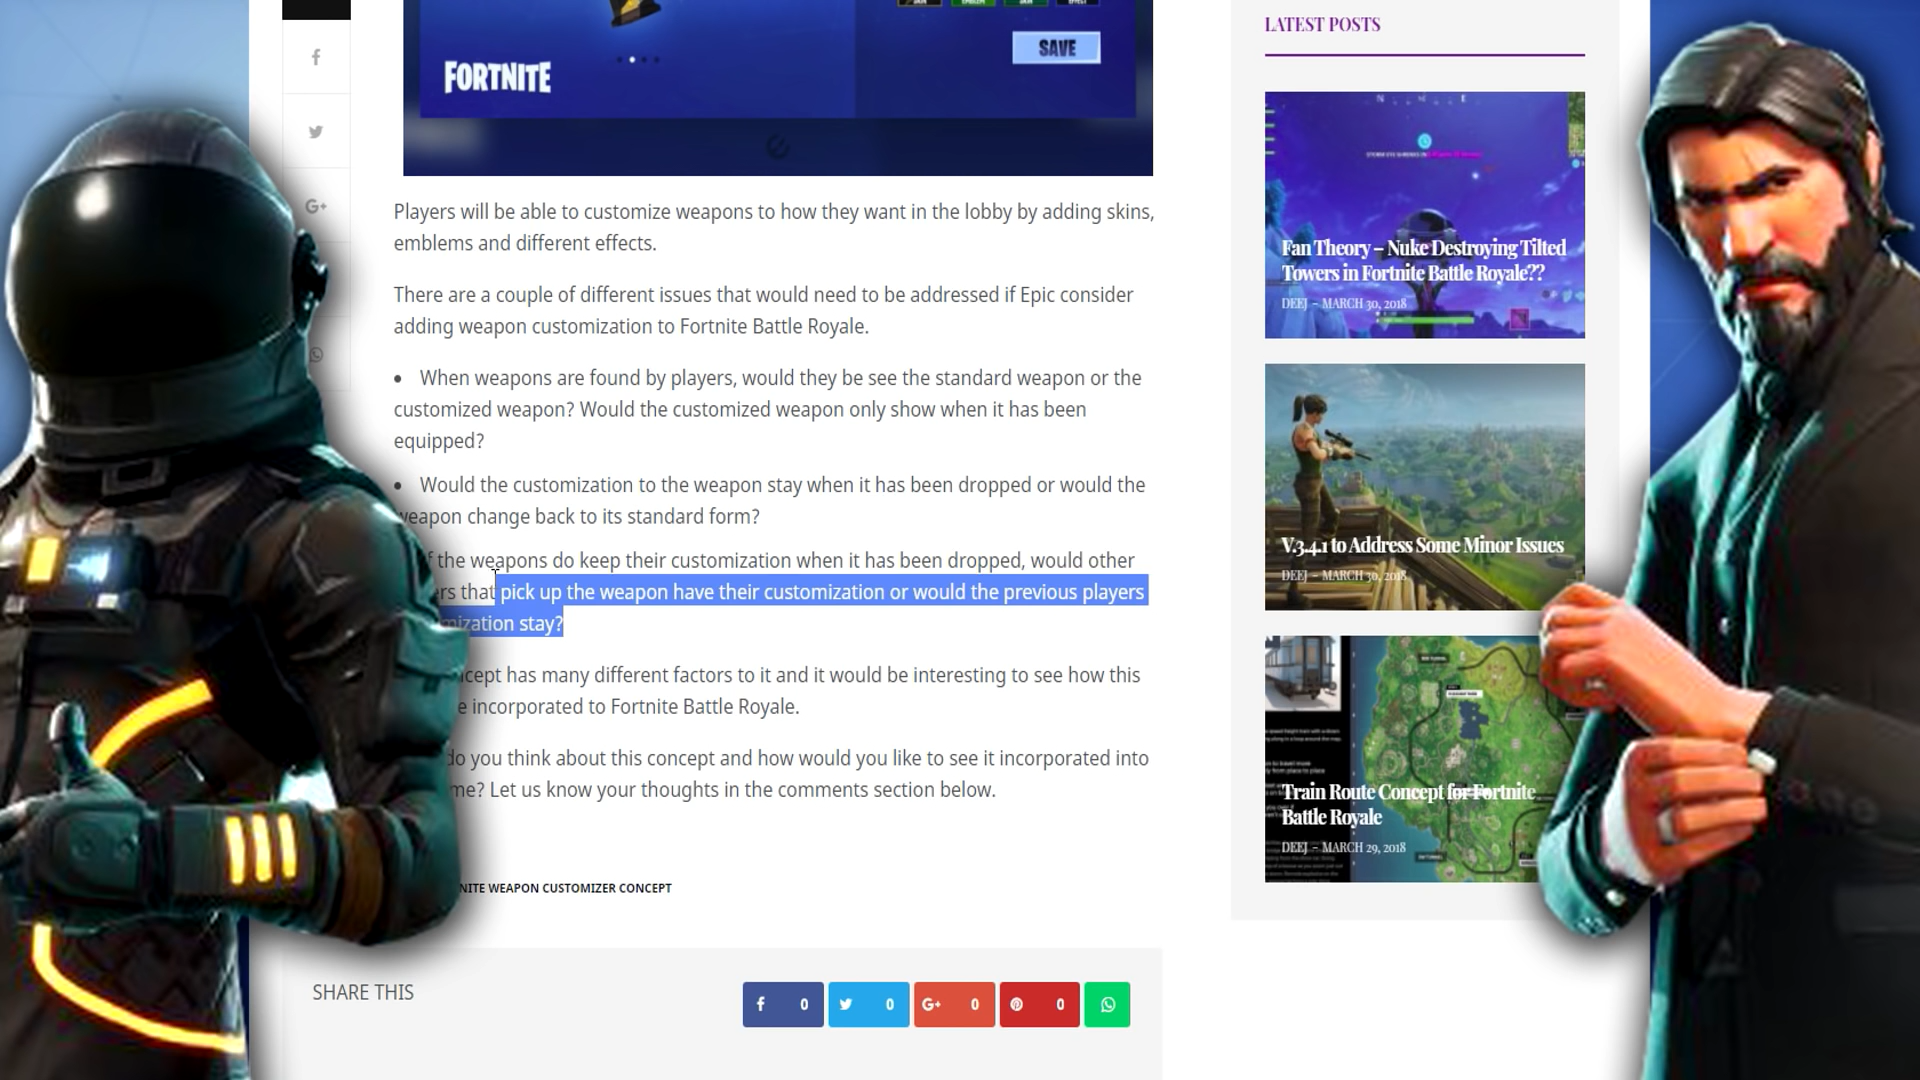 FORTNITE
SAVE
Players will be able to customize weapons to how they want in the lobby by adding skins,
emblems and different effects.
There are a couple of different issues that would need to be addressed if Epic consider
adding weapon customization to Fortnite Battle Royale.
• When weapons are found by players, would they be see the standard weapon or the
customized weapon? Would the customized weapon only show when it has been
equipped?
• Would the customization to the weapon stay when it has been dropped or would the
weapon change back to its standard form?
f the weapons do keep their customization when it has been dropped, would other
ers that pick up the weapon have their customization or would the previous players
mization stay?
ncept has many different factors to it and it would be interesting to see how this
e incorporated to Fortnite Battle Royale.
do you think about this concept and how would you like to see it incorporated into
me? Let us know your thoughts in the comments section below.
NITE WEAPON CUSTOMIZER CONCEPT
SHARE THIS
0
0
G+ 0
0
G+
LATEST POSTS
Fan Theory – Nuke Destroying Tilted
Towers in Fortnite Battle Royale??
DEEJ – MARCH 30, 2018
V.3.4.1 to Address Some Minor Issues
DEEJ – MARCH 30, 2018
Train Route Concept for Fortnite
Battle Royale
DEEJ – MARCH 29, 2018